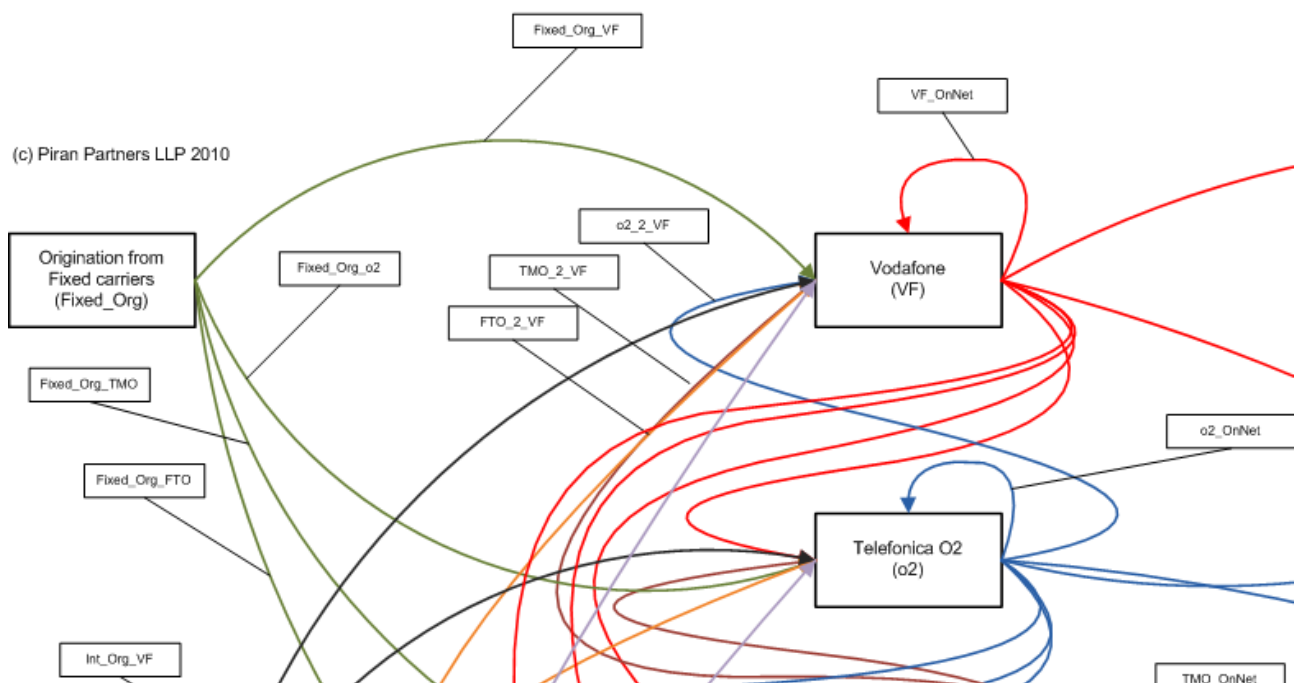 Fixed_Org_VF
VF_OnNet
(c) Piran Partners LLP 2010
o2_2_VF
Origination from
Fixed carriers
(Fixed_Org)
Fixed_Org_o2
TMO_2_VF
Vodafone
(VF)
FTO_2_VF
Fixed_Org_TMO
o2_OnNet
Fixed_Org_FTO
Telefonica O2
(o2)
Int_Org_VF
TMO_OnNet